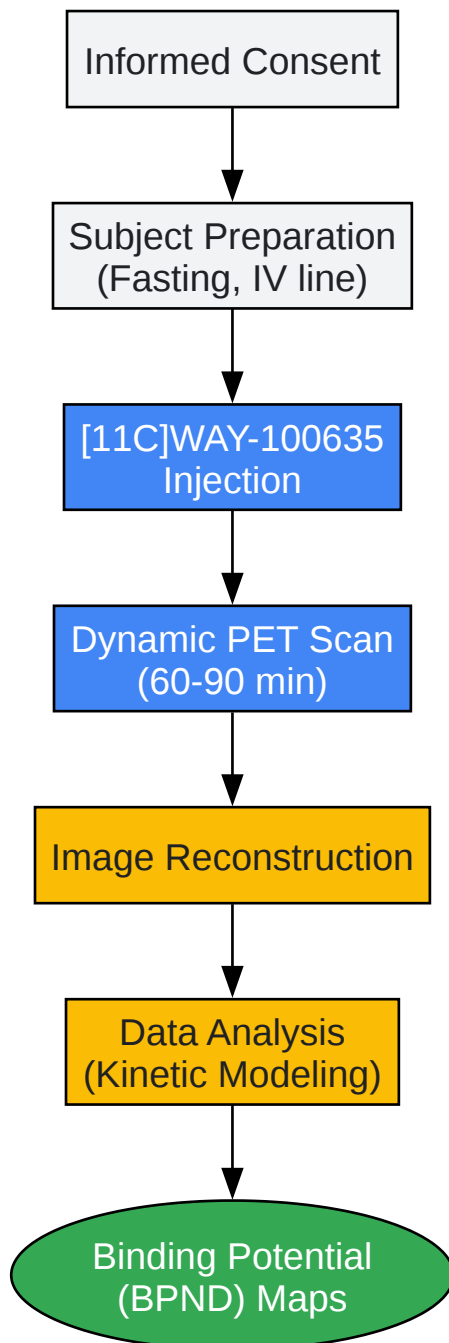 Informed Consent
Subject Preparation
(Fasting, IV line)
[11C]WAY-100635
Injection
Dynamic PET Scan
(60-90 min)
Image Reconstruction
Data Analysis
(Kinetic Modeling)
Binding Potential
(BPND) Maps